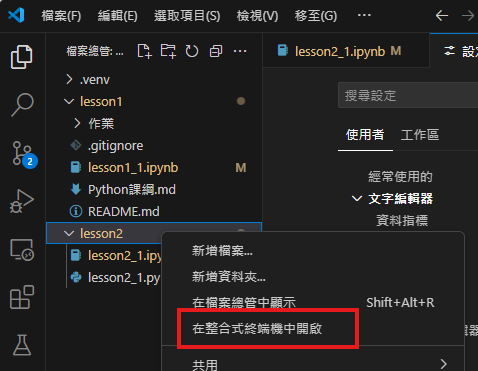 檔案(F) 編輯(E) 選取項目(S) 檢視(V) 移至(G) ···
檔案總管: ···
lesson2_1.ipynb M
.venv
lesson1
作業
.gitignore
lesson1_1.ipynb M
Python課綱.md
README.md
lesson2
lesson2_1.ipy
lesson2_1.py
2
搜尋設定
使用者 工作區
經常使用的
文字編輯器
資料指標
新增檔案...
新增資料夾...
在檔案總管中顯示 Shift+Alt+R
在整合式終端機中開啟
共用